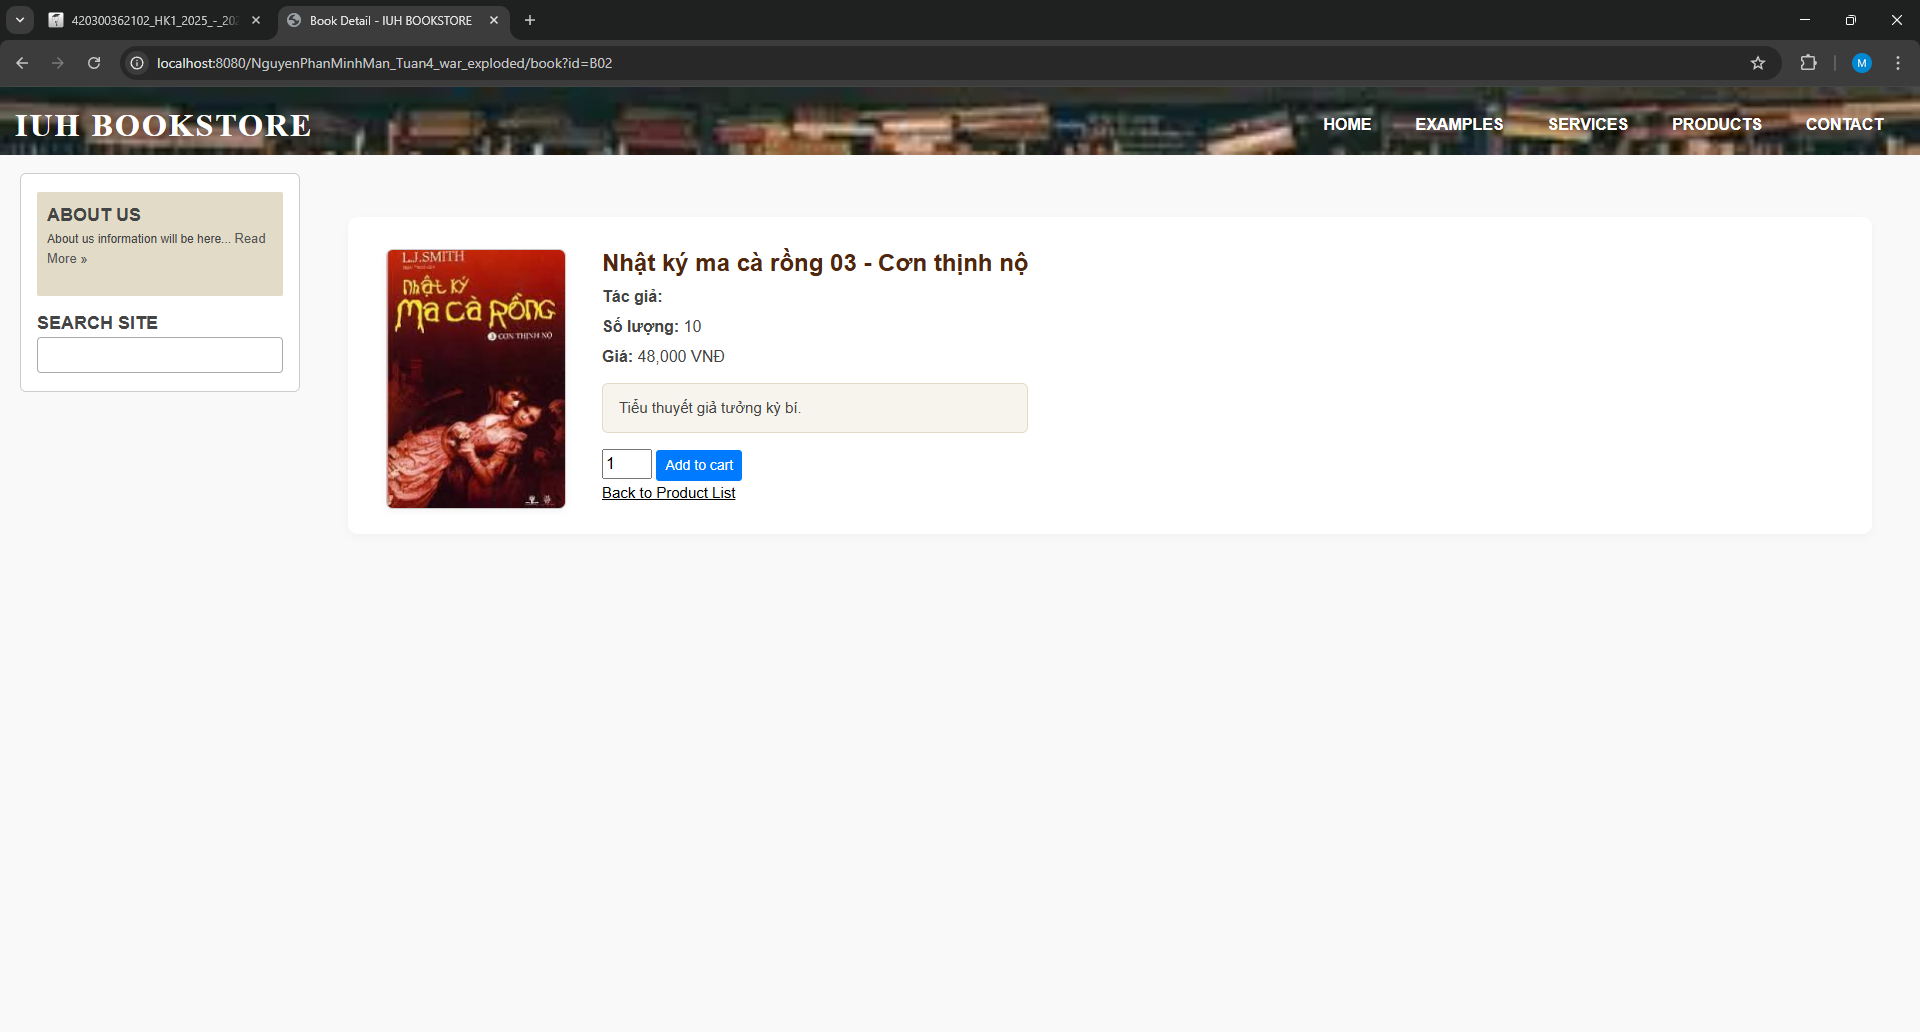 420300362102_HK1_2025_-_202
Book Detail - IUH BOOKSTORE
localhost:8080/NguyenPhanMinhMan_Tuan4_war_exploded/book?id=B02
M
IUH BOOKSTORE
HOME
EXAMPLES
SERVICES
PRODUCTS
CONTACT
ABOUT US
About us information will be here... Read
More »
SEARCH SITE
L.J.SMITH
Nhật Ký
Ma cà Rồng
3 CƠN THỊNH NỘ
Nhật ký ma cà rồng 03 - Cơn thịnh nộ
Tác giả:
Số lượng: 10
Giá: 48,000 VNĐ
Tiểu thuyết giả tưởng kỳ bí.
1
Add to cart
Back to Product List